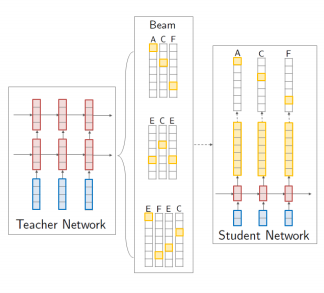 Beam
A C F
E C E
E F E C
Teacher Network
A C F
Student Network